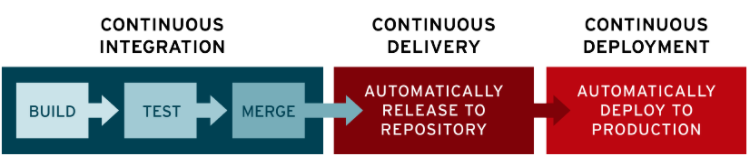 CONTINUOUS
INTEGRATION
CONTINUOUS
DELIVERY
CONTINUOUS
DEPLOYMENT
BUILD
TEST
MERGE
AUTOMATICALLY
RELEASE TO
REPOSITORY
AUTOMATICALLY
DEPLOY TO
PRODUCTION